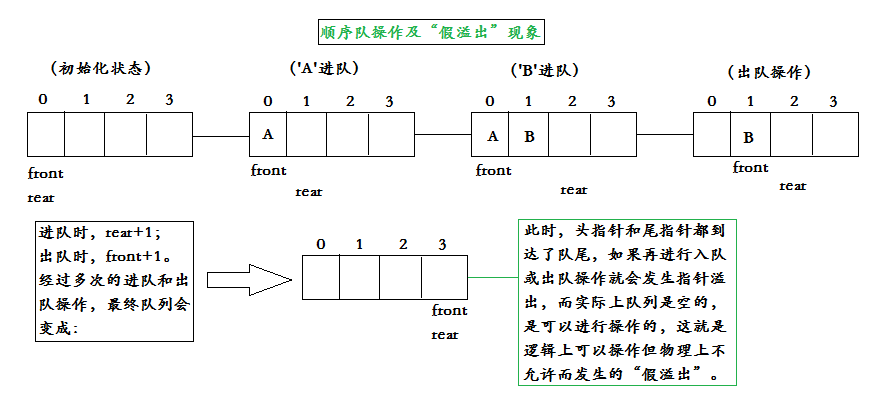 顺序队操作及“假溢出”现象
(初始化状态)
('A'进队)
('B'进队)
(出队操作)
0 1 2 3
0 1 2 3
0 1 2 3
0 1 2 3
A
A B
B
front
rear
front
rear
front
rear
front
rear
进队时，rear+1；
出队时，front+1。
经过多次的进队和出
队操作，最终队列会
变成：
0 1 2 3
front
rear
此时，头指针和尾指针都到
达了队尾，如果再进行入队
或出队操作就会发生指针溢
出，而实际上队列是空的，
是可以进行操作的，这就是
逻辑上可以操作但物理上不
允许而发生的“假溢出”。